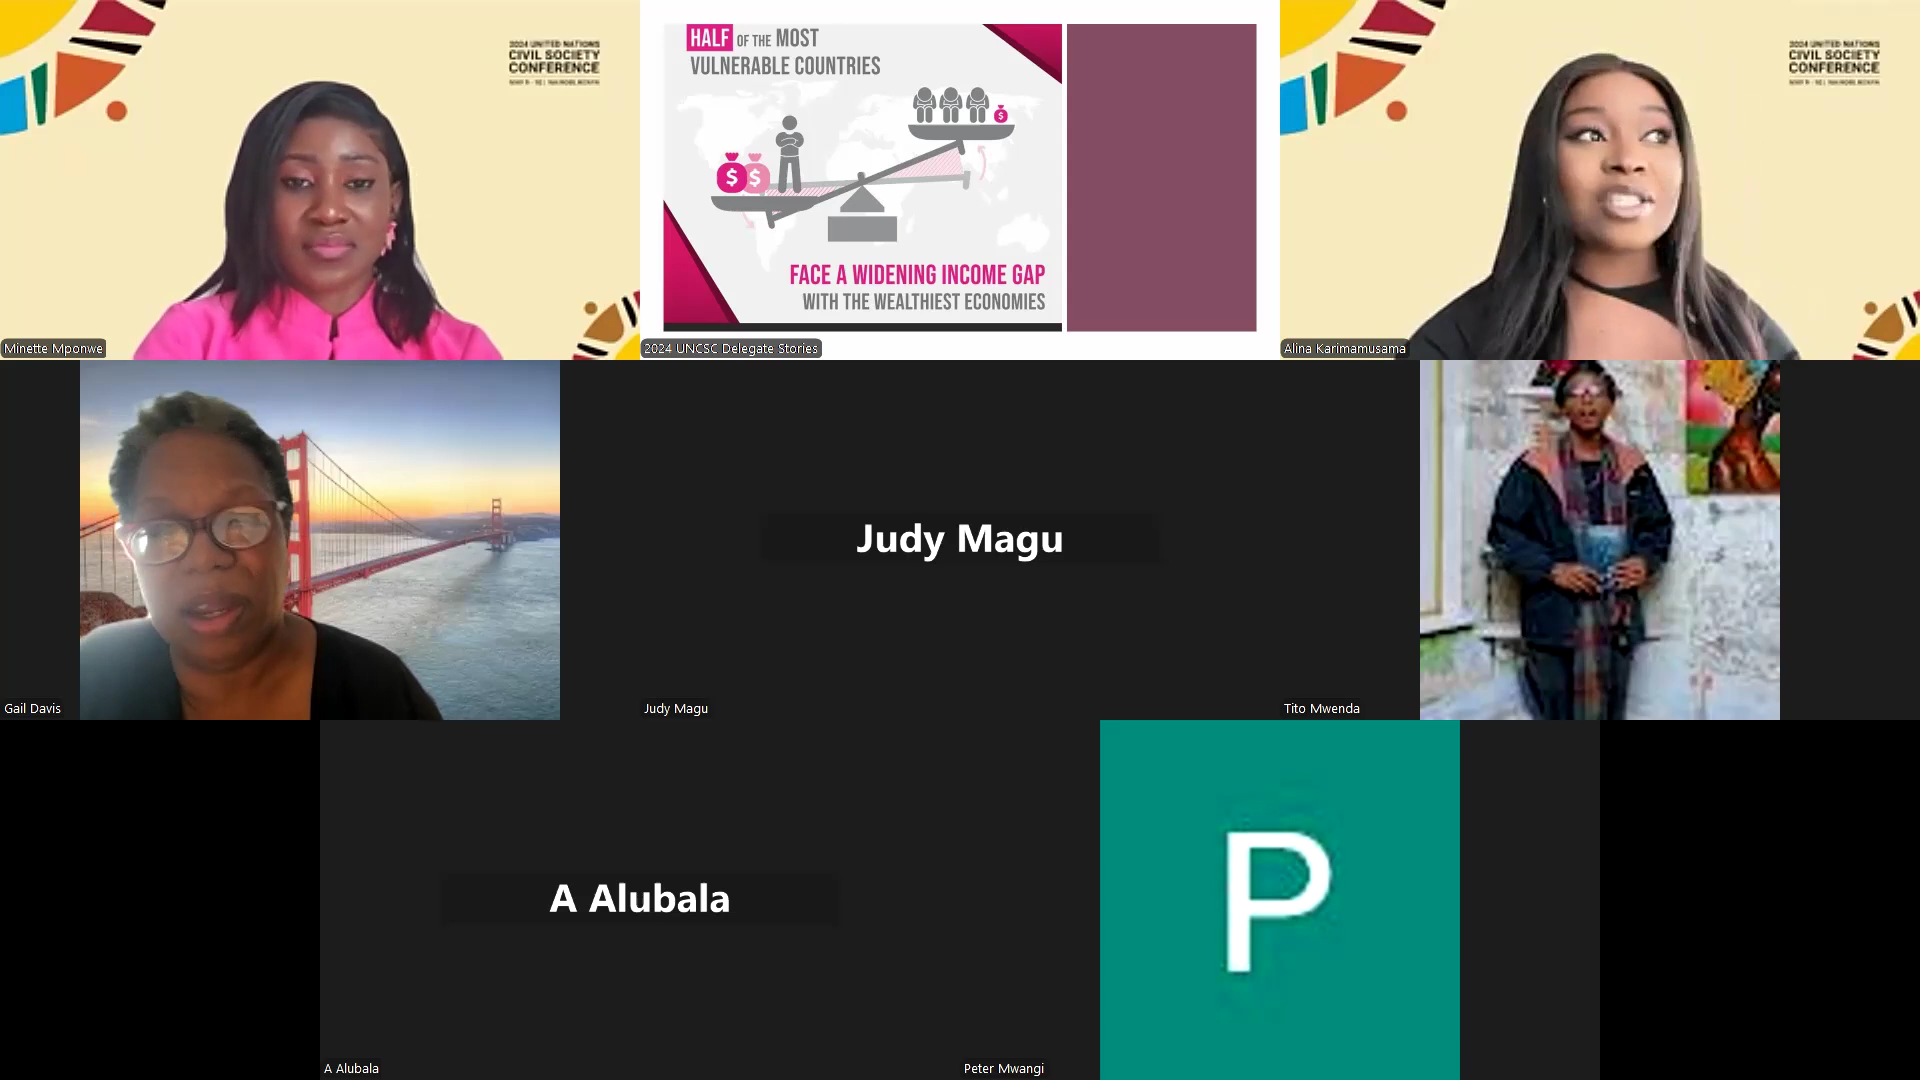 2024 UNITED NATIONS
CIVIL SOCIETY
CONFERENCE
Minette Mponwe
HALF OF THE MOST
VULNERABLE COUNTRIES
$ $
$
FACE A WIDENING INCOME GAP
WITH THE WEALTHIEST ECONOMIES
2024 UNCSC Delegate Stories
2024 UNITED NATIONS
CIVIL SOCIETY
CONFERENCE
Alina Karimamusama
Gail Davis
Judy Magu
Judy Magu
Tito Mwenda
A Alubala
A Alubala
P
Peter Mwangi